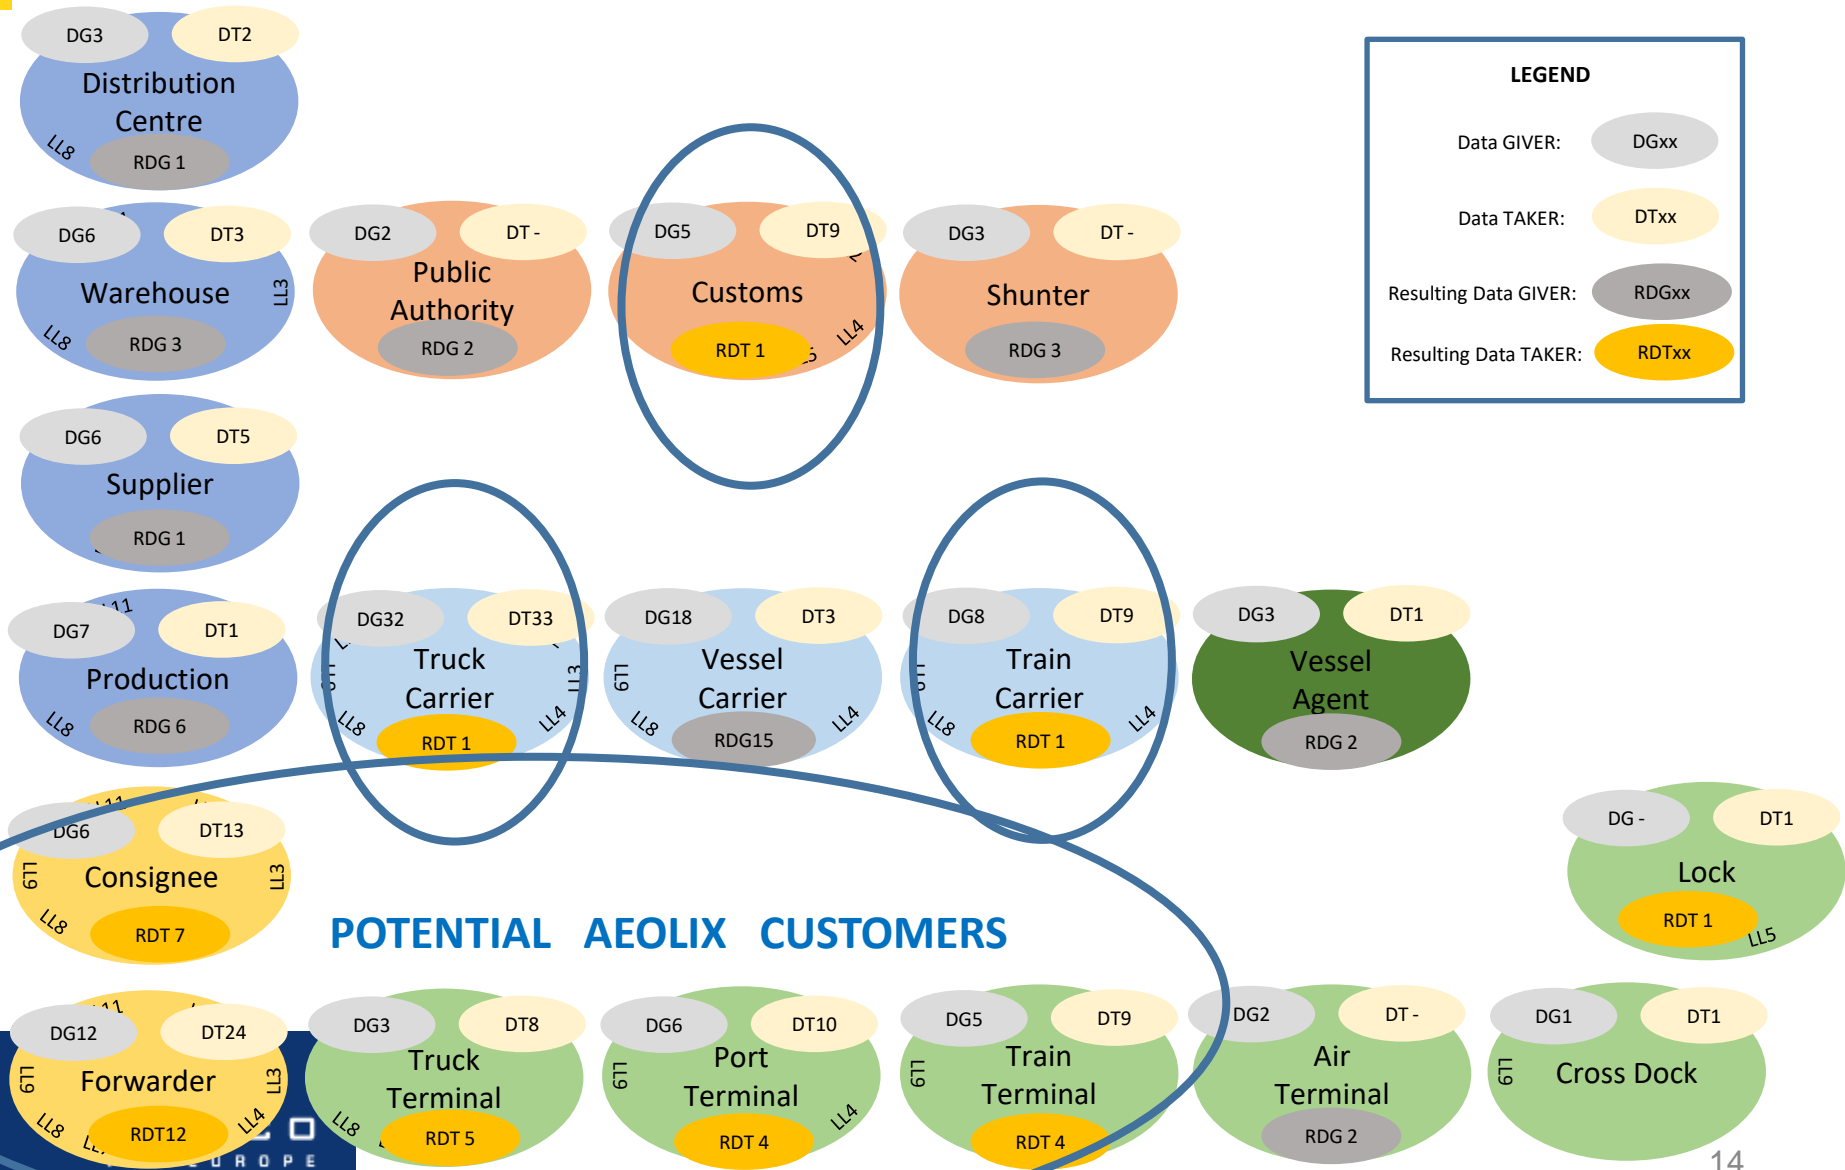 DG3
DT2
Distribution
Centre
LL8
RDG 1
LEGEND
Data GIVER:
DGxx
Data TAKER:
DTxx
Resulting Data GIVER:
RDGxx
Resulting Data TAKER:
RDTxx
DG6
DT3
Warehouse
LL3
LL8
RDG 3
DG2
DT -
Public
Authority
RDG 2
DG5
DT9
Customs
LL4
RDT 1
DG3
DT -
Shunter
RDG 3
DG6
DT5
Supplier
RDG 1
DG7
DT1
Production
LL8
RDG 6
DG32
DT33
Truck
Carrier
LL3
LL8
LL4
RDT 1
DG18
DT3
Vessel
Carrier
LL9
LL8
LL4
RDG15
DG8
DT9
Train
Carrier
LL8
LL4
RDT 1
DG3
DT1
Vessel
Agent
RDG 2
DG6
DT13
Consignee
LL9
LL3
LL8
RDT 7
POTENTIAL AEOLIX CUSTOMERS
DG -
DT1
Lock
RDT 1
LL5
DG12
DT24
Forwarder
LL9
LL3
LL8
LL4
RDT12
DG3
DT8
Truck
Terminal
LL8
RDT 5
DG6
DT10
Port
Terminal
LL9
LL4
RDT 4
DG5
DT9
Train
Terminal
LL9
RDT 4
DG2
DT -
Air
Terminal
RDG 2
DG1
DT1
Cross Dock
LL9
14